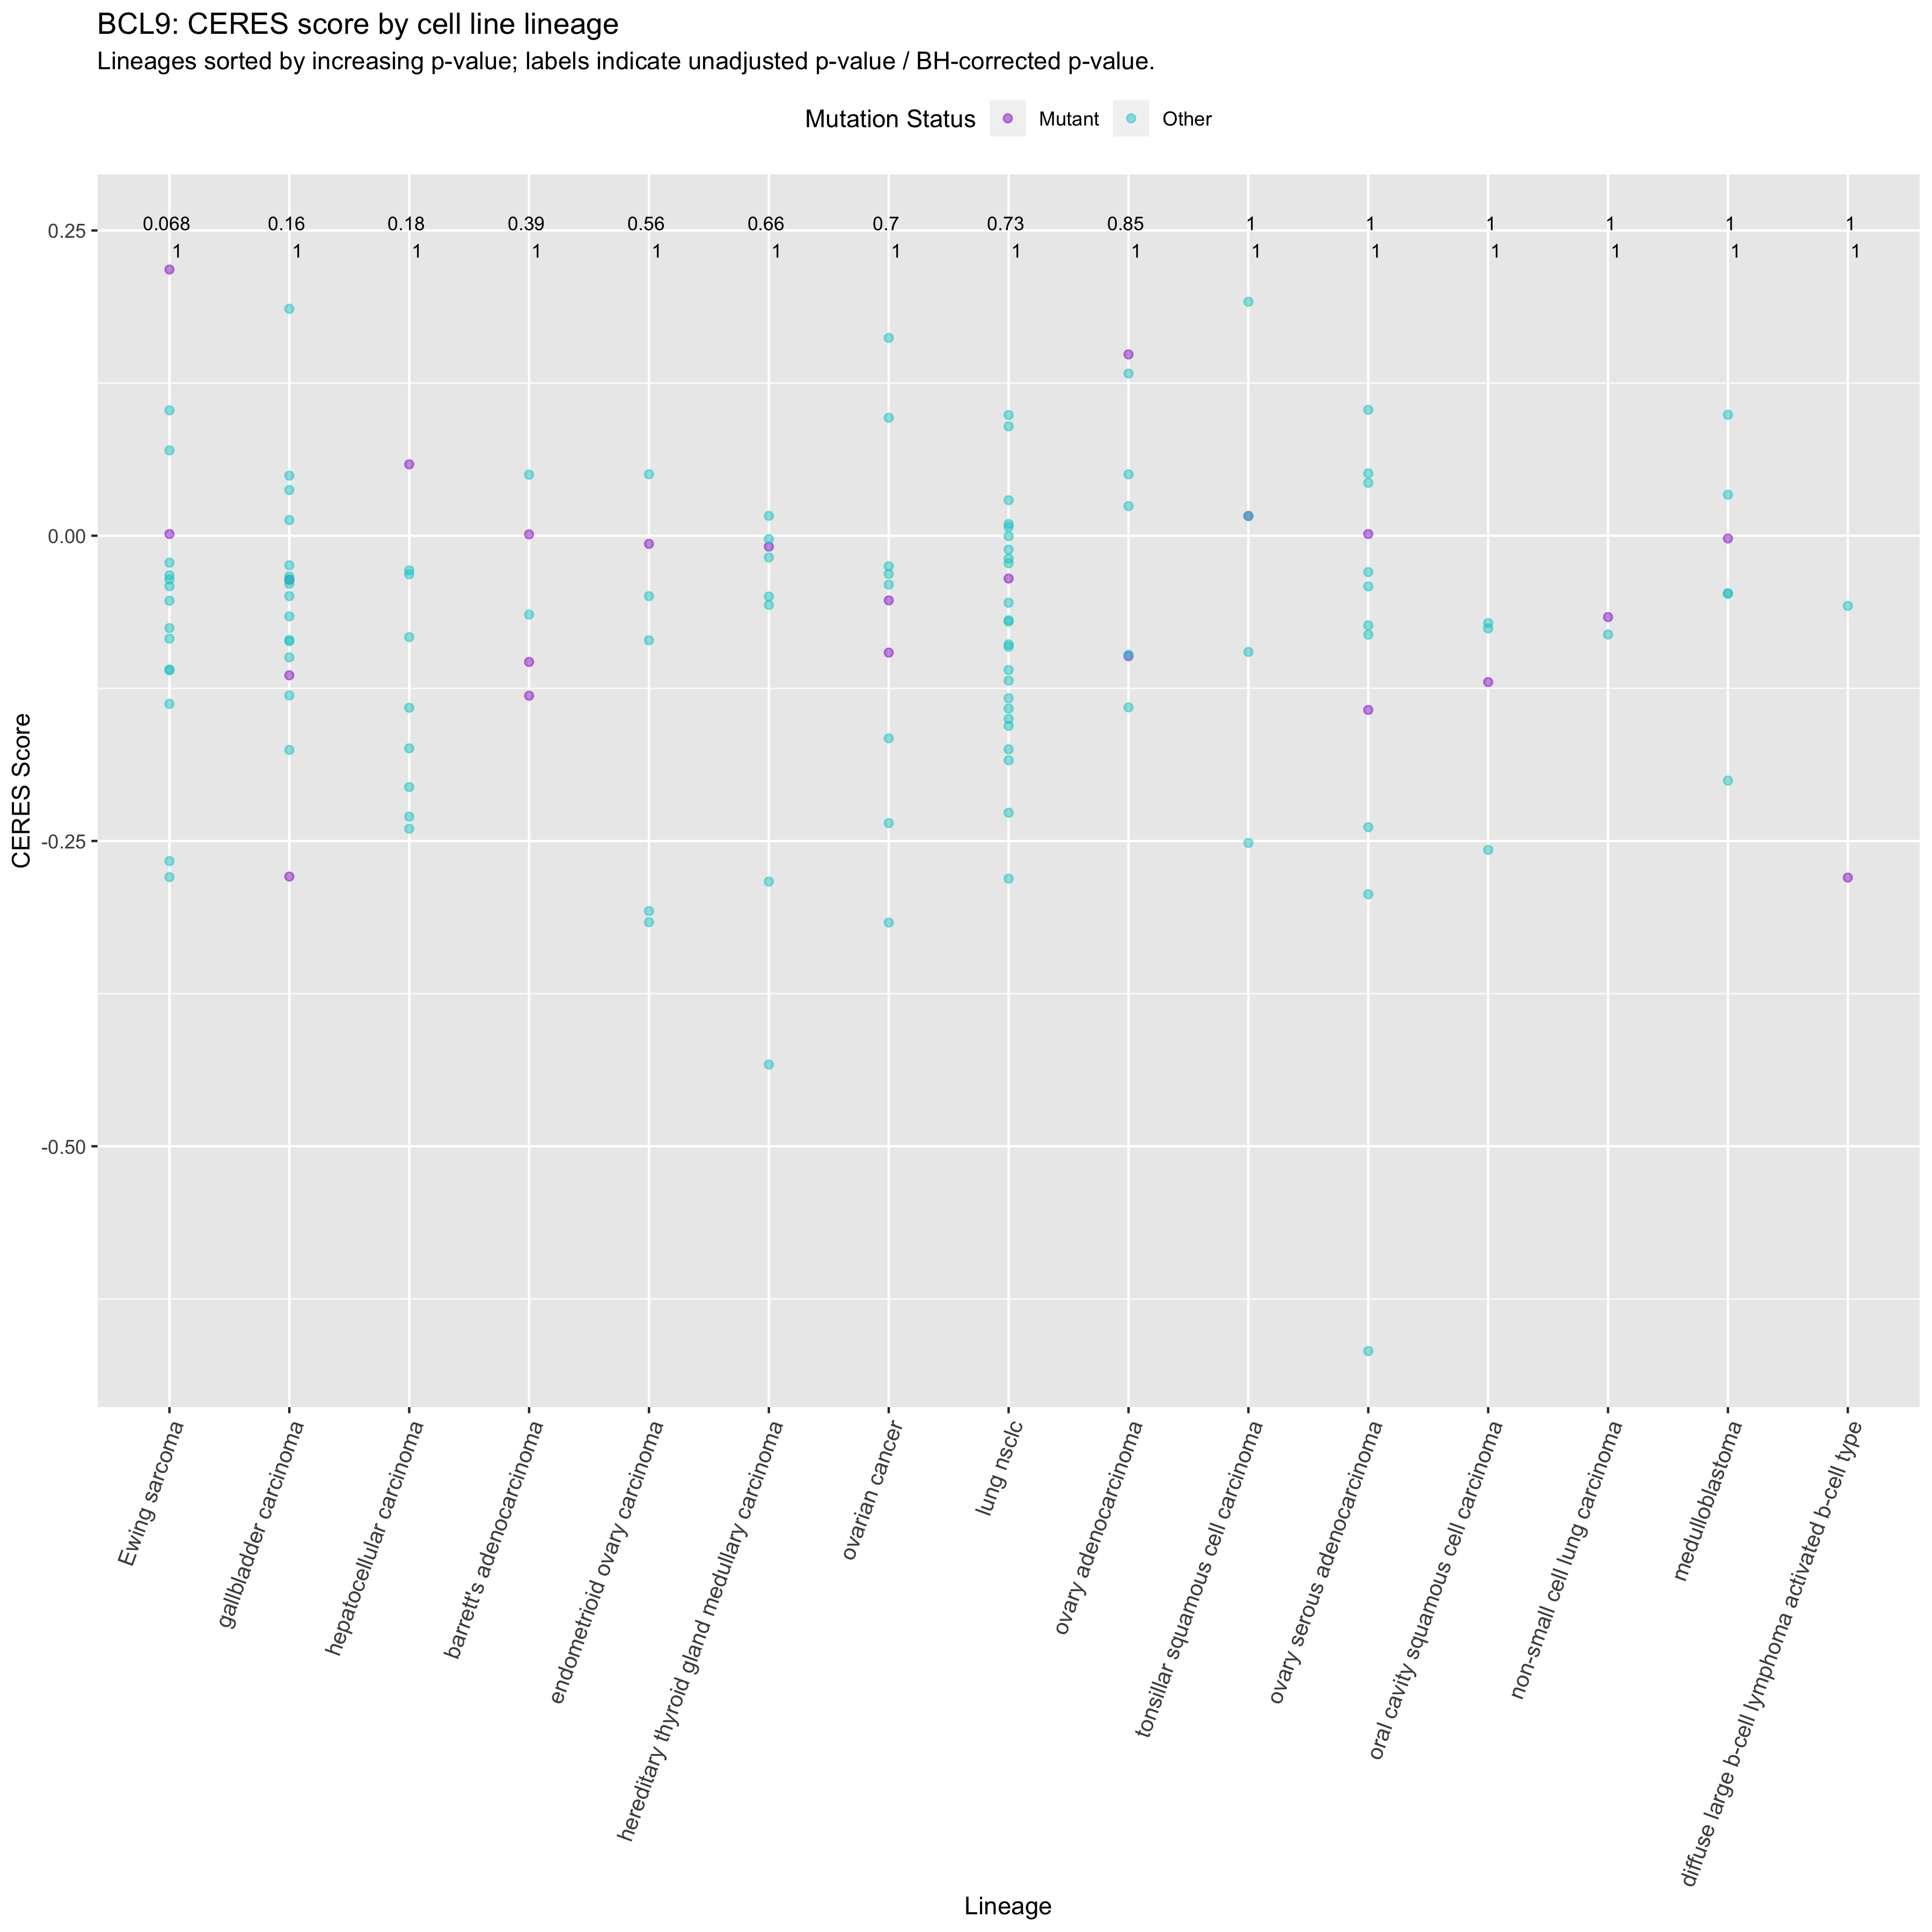 BCL9: CERES score by cell line lineage
Lineages sorted by increasing p-value; labels indicate unadjusted p-value / BH-corrected p-value.
Mutation Status Mutant Other
0.068 0.16 0.18 0.39 0.56 0.66 0.7 0.73 0.85 1 1 1 1 1 1
1 1 1 1 1 1 1 1 1 1 1 1 1 1 1
0.25
0.00
-0.25
-0.50
CERES Score
Ewing sarcoma
gallbladder carcinoma
hepatocellular carcinoma
barrett's adenocarcinoma
endometrioid ovary carcinoma
hereditary thyroid gland medullary carcinoma
ovarian cancer
lung nsclc
ovary adenocarcinoma
tonsillar squamous cell carcinoma
ovary serous adenocarcinoma
oral cavity squamous cell carcinoma
non-small cell lung carcinoma
medulloblastoma
diffuse large b-cell lymphoma activated b-cell type
Lineage